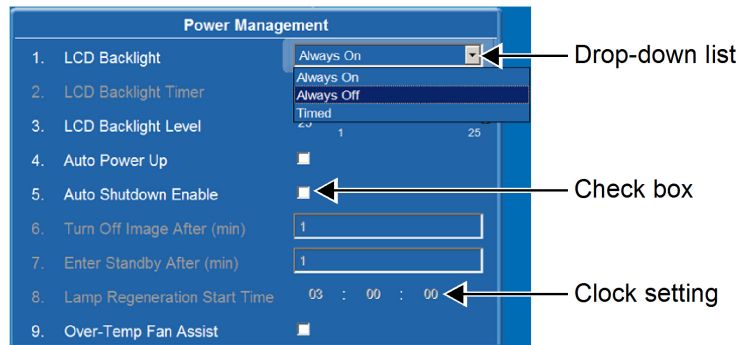 Power Management
1. LCD Backlight Always On Drop-down list
Always On
2. LCD Backlight Timer Always Off
Timed
3. LCD Backlight Level 25 1 25
4. Auto Power Up
5. Auto Shutdown Enable Check box
6. Turn Off Image After (min) 1
7. Enter Standby After (min) 1
8. Lamp Regeneration Start Time 03 : 00 : 00 Clock setting
9. Over-Temp Fan Assist